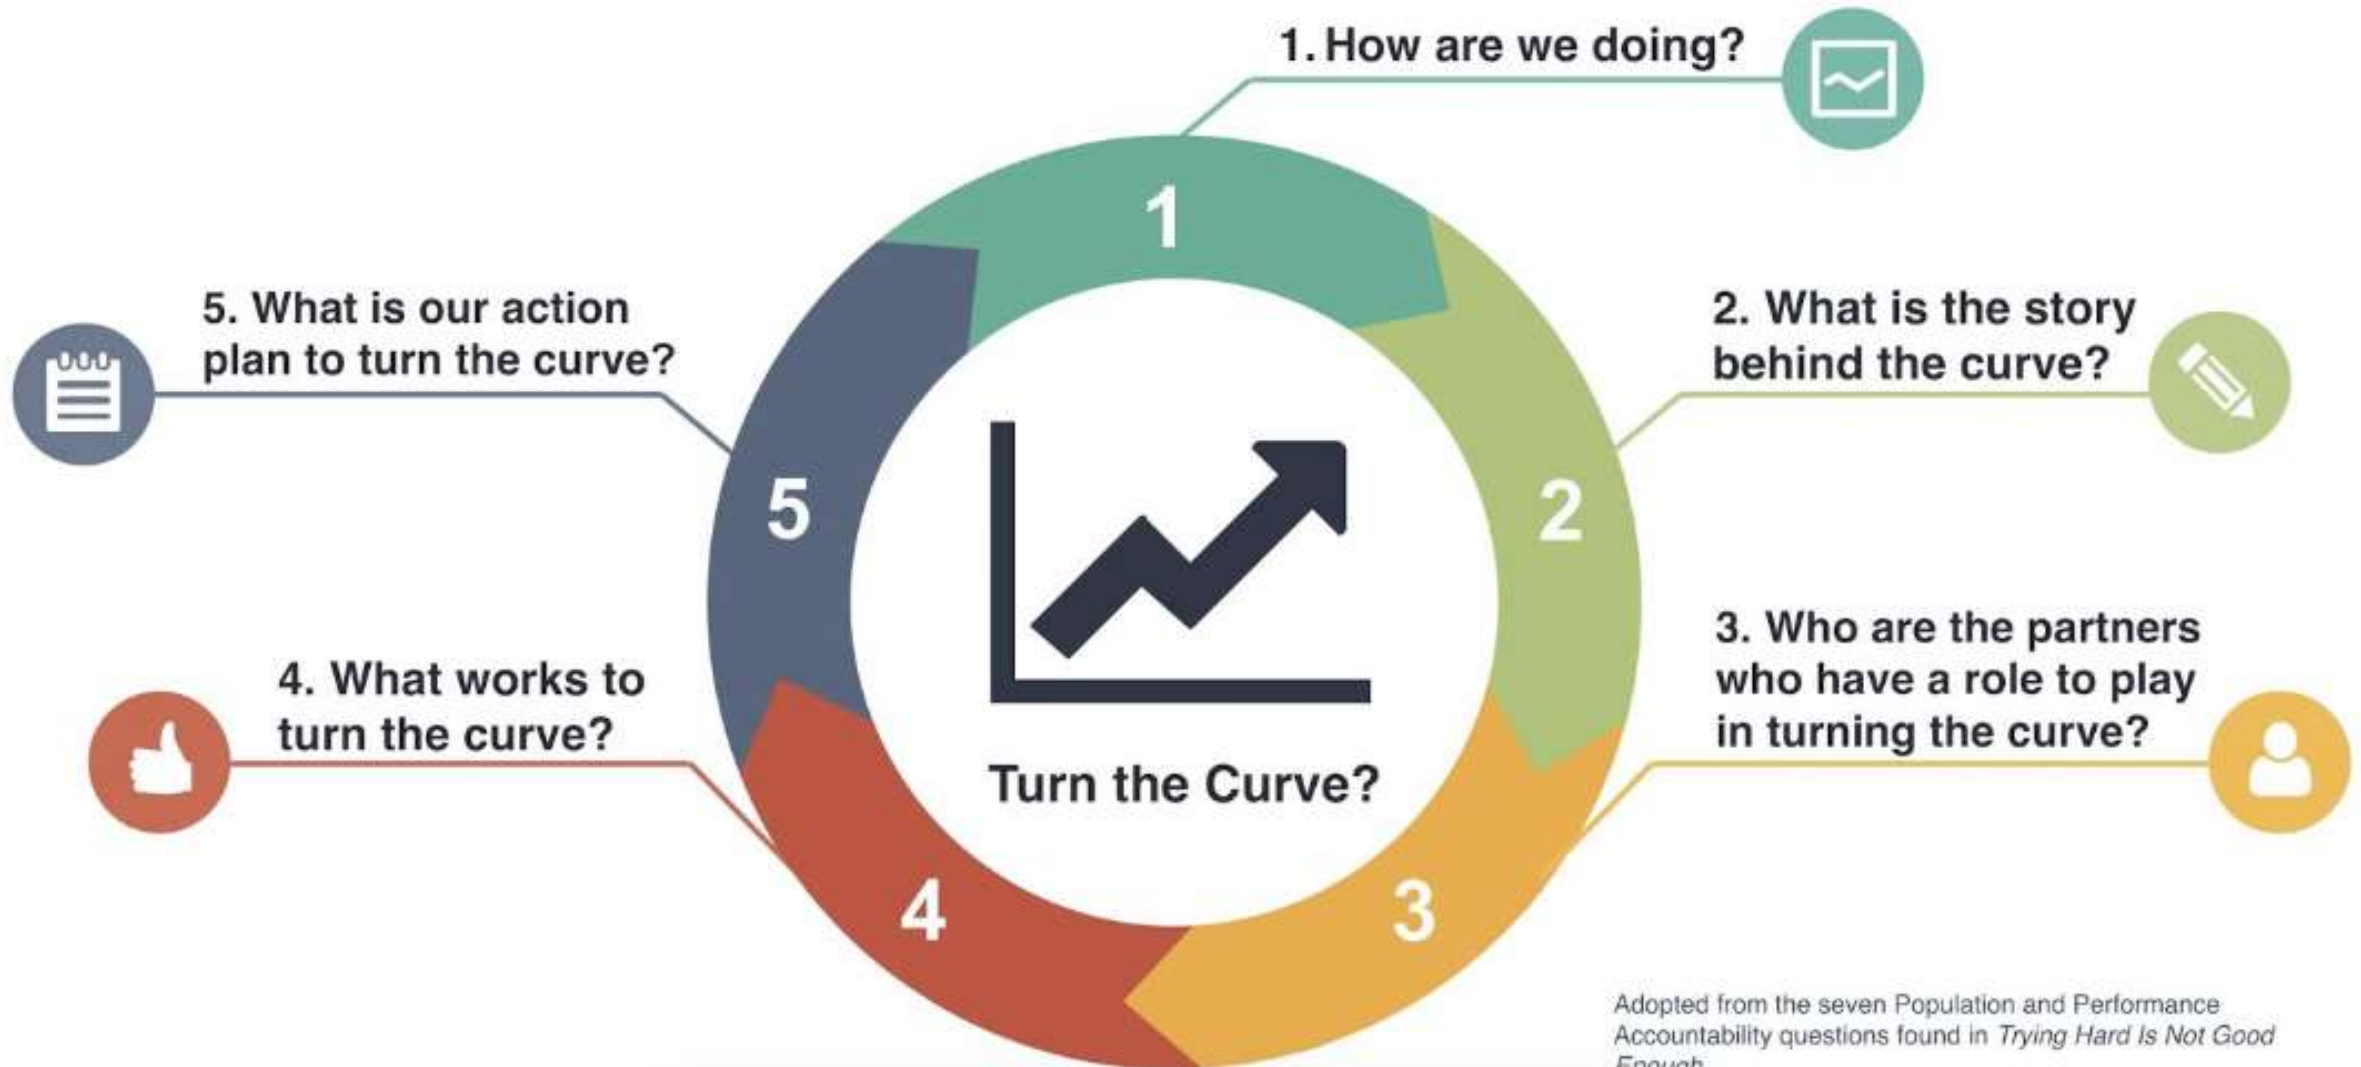 1. How are we doing?
1
5. What is our action
plan to turn the curve?
2. What is the story
behind the curve?
5
2
3. Who are the partners
who have a role to play
in turning the curve?
4. What works to
turn the curve?
Turn the Curve?
4
3
Adopted from the seven Population and Performance
Accountability questions found in Trying Hard Is Not Good
Enough